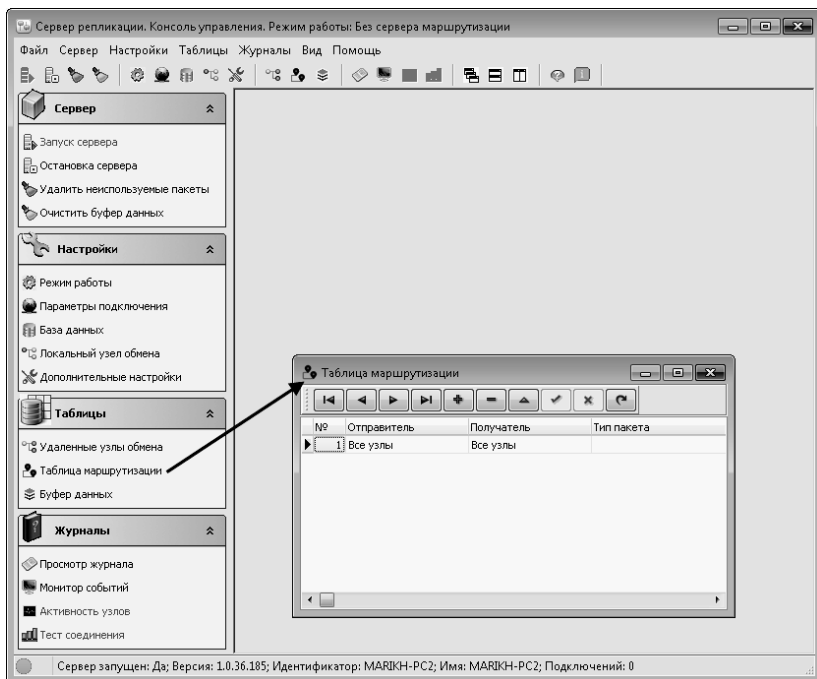 Сервер репликации. Консоль управления. Режим работы: Без сервера маршрутизации
Файл Сервер Настройки Таблицы Журналы Вид Помощь
Сервер
Запуск сервера
Остановка сервера
Удалить неиспользуемые пакеты
Очистить буфер данных
Настройки
Режим работы
Параметры подключения
База данных
Локальный узел обмена
Дополнительные настройки
Таблицы
Удаленные узлы обмена
Таблица маршрутизации
Буфер данных
Журналы
Просмотр журнала
Монитор событий
Активность узлов
Тест соединения
Таблица маршрутизации
№ Отправитель Получатель Тип пакета
1 Все узлы Все узлы
Сервер запущен: Да; Версия: 1.0.36.185; Идентификатор: MARIKH-PC2; Имя: MARIKH-PC2; Подключений: 0